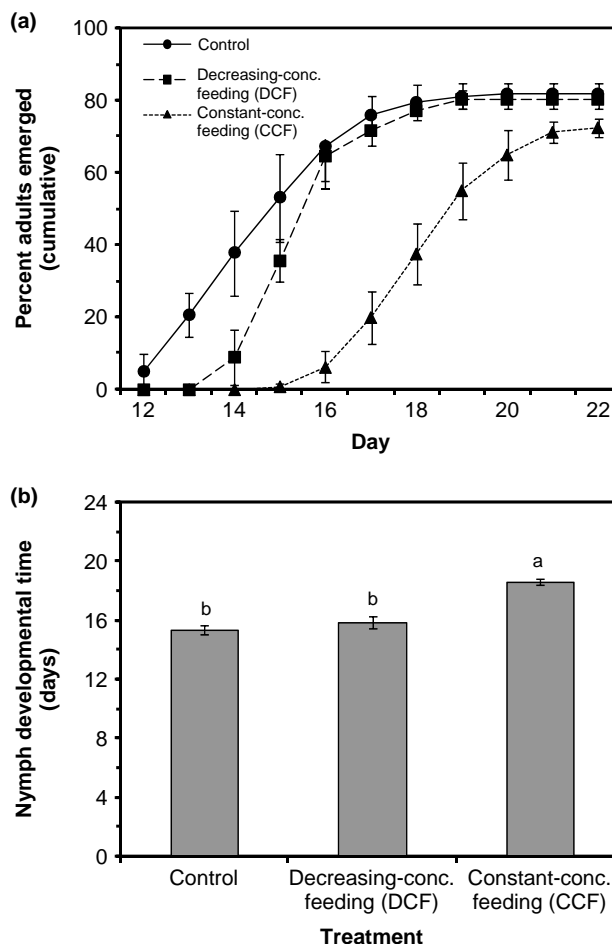 (a)
100
80
60
40
20
0
Percent adults emerged
(cumulative)
Control
Decreasing-conc.
feeding (DCF)
Constant-conc.
feeding (CCF)
12 14 16 18 20 22
Day
(b)
24
20
16
12
8
4
0
Nymph developmental time
(days)
b b a
Control Decreasing-conc. Constant-conc.
feeding (DCF) feeding (CCF)
Treatment